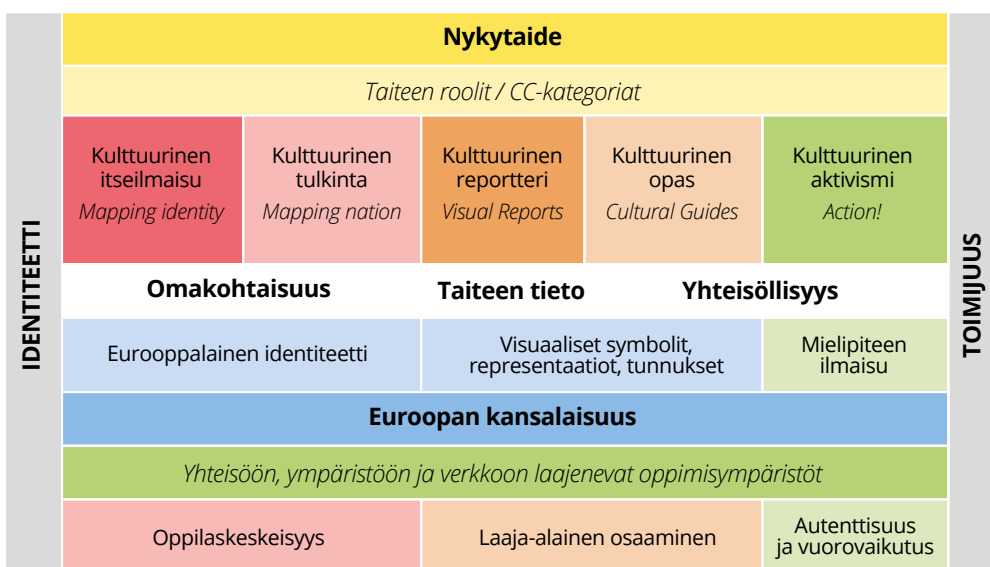 Nykytaide
Taiteen roolit / CC-kategoriat
Kulttuurinen
itseilmaisu
Mapping identity
Kulttuurinen
tulkinta
Mapping nation
Kulttuurinen
reportteri
Visual Reports
Kulttuurinen
opas
Cultural Guides
Kulttuurinen
aktivismi
Action!
IDENTITEETTI
Omakohtaisuus
Taiteen tieto
Yhteisöllisyys
TOIMIJUUS
Eurooppalainen identiteetti
Visuaaliset symbolit,
representaatiot, tunnukset
Mielipiteen
ilmaisu
Euroopan kansalaisuus
Yhteisöön, ympäristöön ja verkkoon laajenevat oppimisympäristöt
Oppilaskeskeisyys
Laaja-alainen osaaminen
Autenttisuus
ja vuorovaikutus